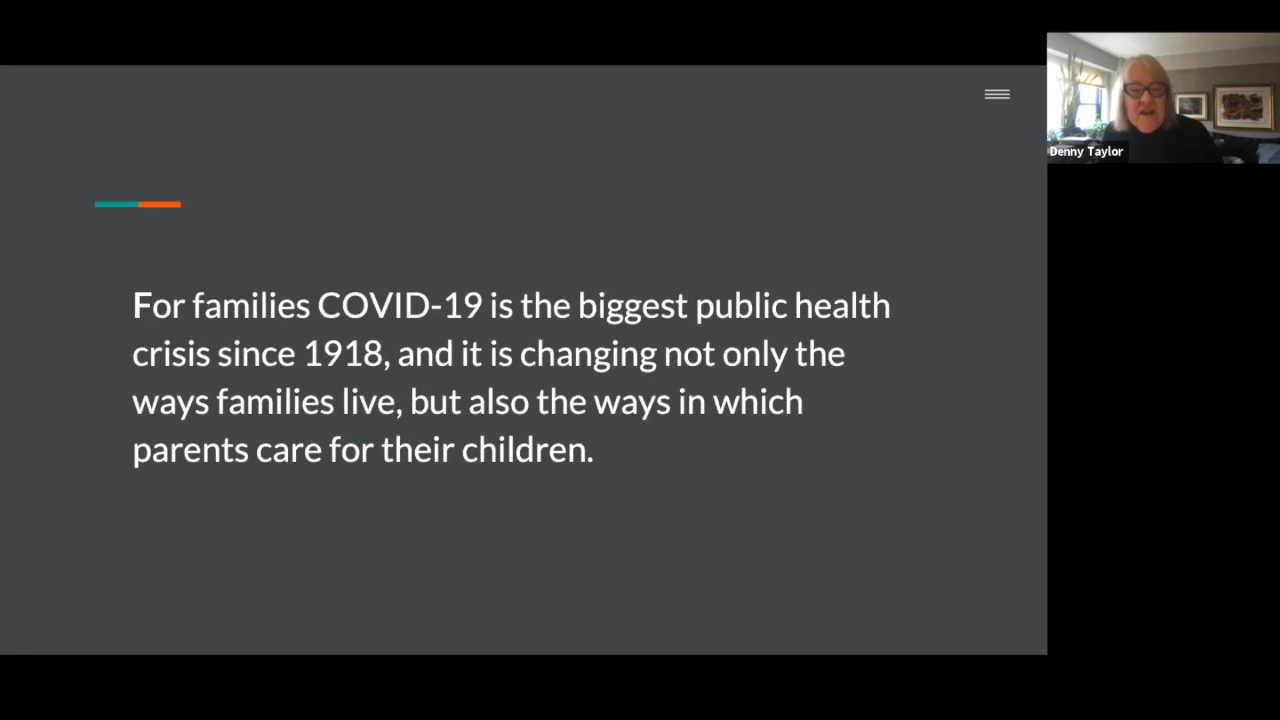 For families COVID-19 is the biggest public health
crisis since 1918, and it is changing not only the
ways families live, but also the ways in which
parents care for their children.
Denny Taylor